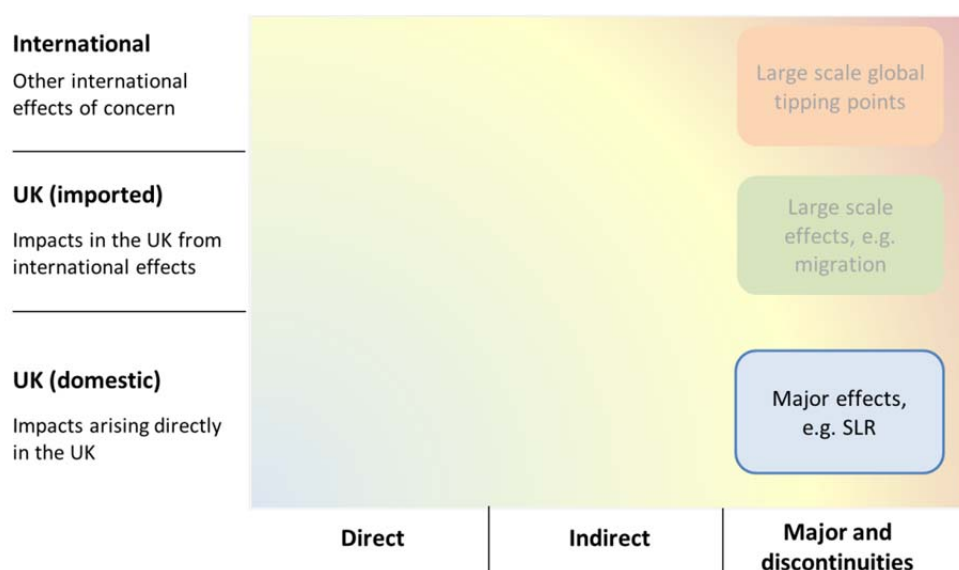 International
Other international
effects of concern
Large scale global
tipping points
UK (imported)
Impacts in the UK from
international effects
Large scale
effects, e.g.
migration
UK (domestic)
Impacts arising directly
in the UK
Major effects,
e.g. SLR
Direct
Indirect
Major and
discontinuities